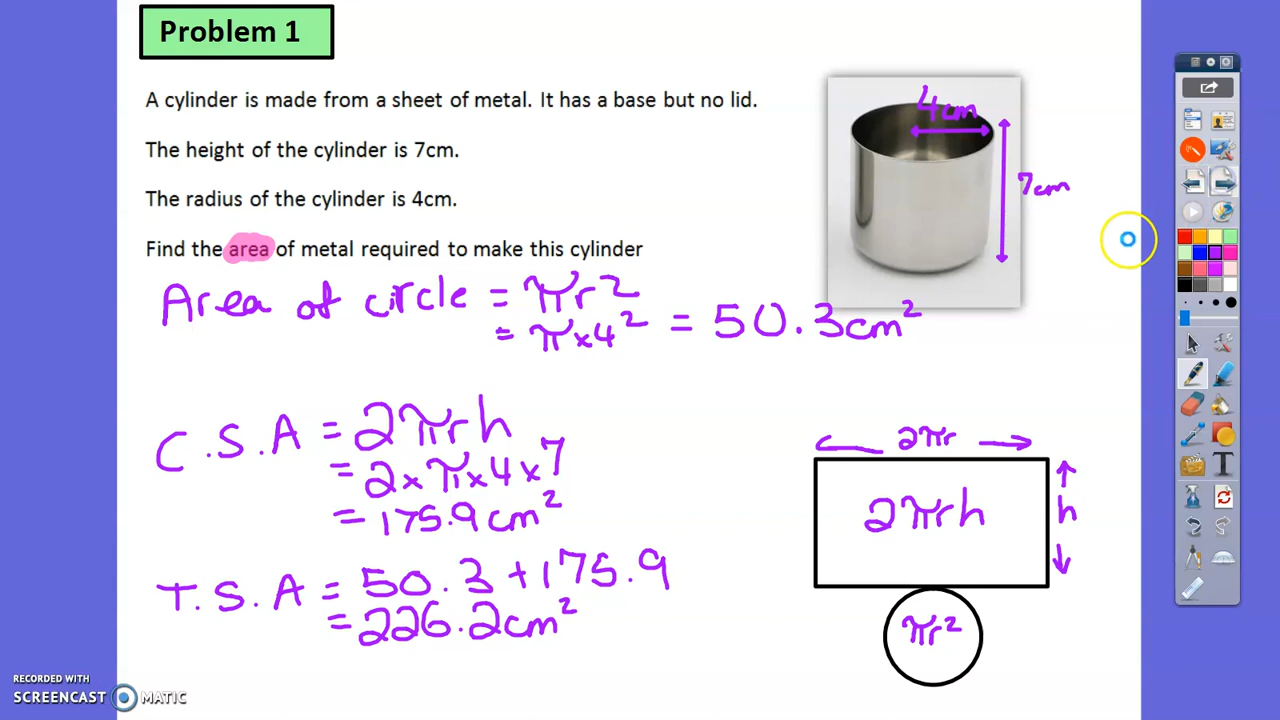 Problem 1
A cylinder is made from a sheet of metal. It has a base but no lid.
The height of the cylinder is 7cm.
The radius of the cylinder is 4cm.
Find the area of metal required to make this cylinder
4cm
7cm
Area of circle = πr2
= π×4² = 50.3cm²
C.S.A = 2πrh
= 2×π×4×7
= 175.9cm²
T.S.A = 50.3+175.9
= 226.2cm²
2πr
2πrh
h
πr²
T
RECORDED WITH
SCREENCAST MATIC